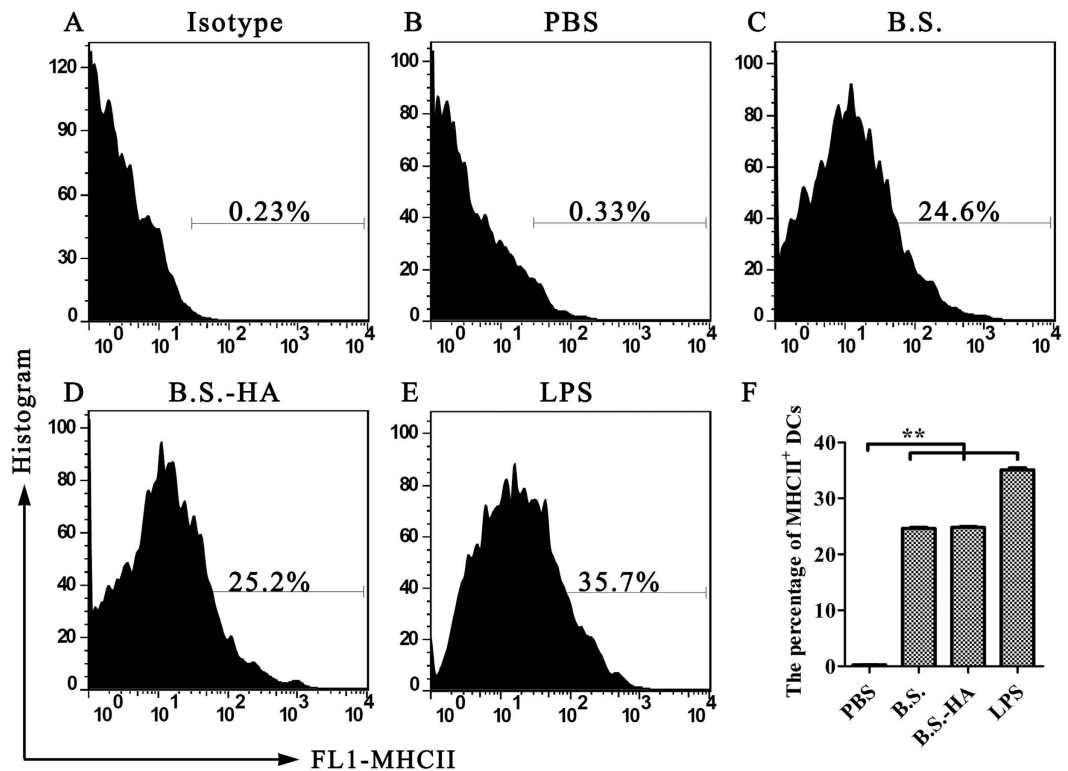 A Isotype
120
90
60
30
0
0.23%
10^0 10^1 10^2 10^3 10^4
B PBS
100
80
60
40
20
0
0.33%
10^0 10^1 10^2 10^3 10^4
C B.S.
100
80
60
40
20
0
24.6%
10^0 10^1 10^2 10^3 10^4
D B.S.-HA
100
80
60
40
20
0
25.2%
10^0 10^1 10^2 10^3 10^4
E LPS
100
80
60
40
20
0
35.7%
10^0 10^1 10^2 10^3 10^4
F
The percentage of MHCII⁺ DCs
40
30
20
10
0
**
PBS
B.S.
B.S.-HA
LPS
Histogram
FL1-MHCII